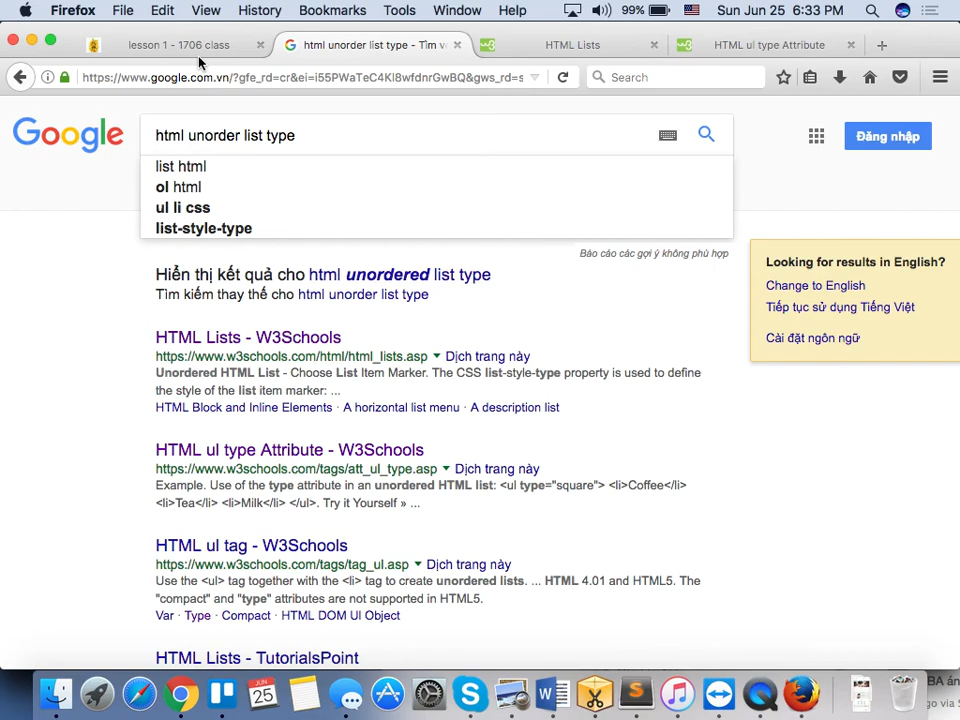 Firefox File Edit View History Bookmarks Tools Window Help 99% Sun Jun 25 6:33 PM
lesson 1 - 1706 class html unorder list type - Tìm v HTML Lists HTML ul type Attribute
https://www.google.com.vn/?gfe_rd=cr&ei=i55PWaTeC4Kl8wfdnrGwBQ&gws_rd=s Search
Google
html unorder list type
Đăng nhập
list html
ol html
ul li css
list-style-type
Báo cáo các gợi ý không phù hợp
Looking for results in English?
Change to English
Tiếp tục sử dụng Tiếng Việt
Cài đặt ngôn ngữ
Hiển thị kết quả cho html unordered list type
Tìm kiếm thay thế cho html unorder list type
HTML Lists - W3Schools
https://www.w3schools.com/html/html_lists.asp Dịch trang này
Unordered HTML List - Choose List Item Marker. The CSS list-style-type property is used to define
the style of the list item marker: ...
HTML Block and Inline Elements · A horizontal list menu · A description list
HTML ul type Attribute - W3Schools
https://www.w3schools.com/tags/att_ul_type.asp Dịch trang này
Example. Use of the type attribute in an unordered HTML list: <ul type="square"> <li>Coffee</li>
<li>Tea</li> <li>Milk</li> </ul>. Try it Yourself » ...
HTML ul tag - W3Schools
https://www.w3schools.com/tags/tag_ul.asp Dịch trang này
Use the <ul> tag together with the <li> tag to create unordered lists. ... HTML 4.01 and HTML5. The
"compact" and "type" attributes are not supported in HTML5.
Var · Type · Compact · HTML DOM Ul Object
HTML Lists - TutorialsPoint
JUN
25
BA án
go via S